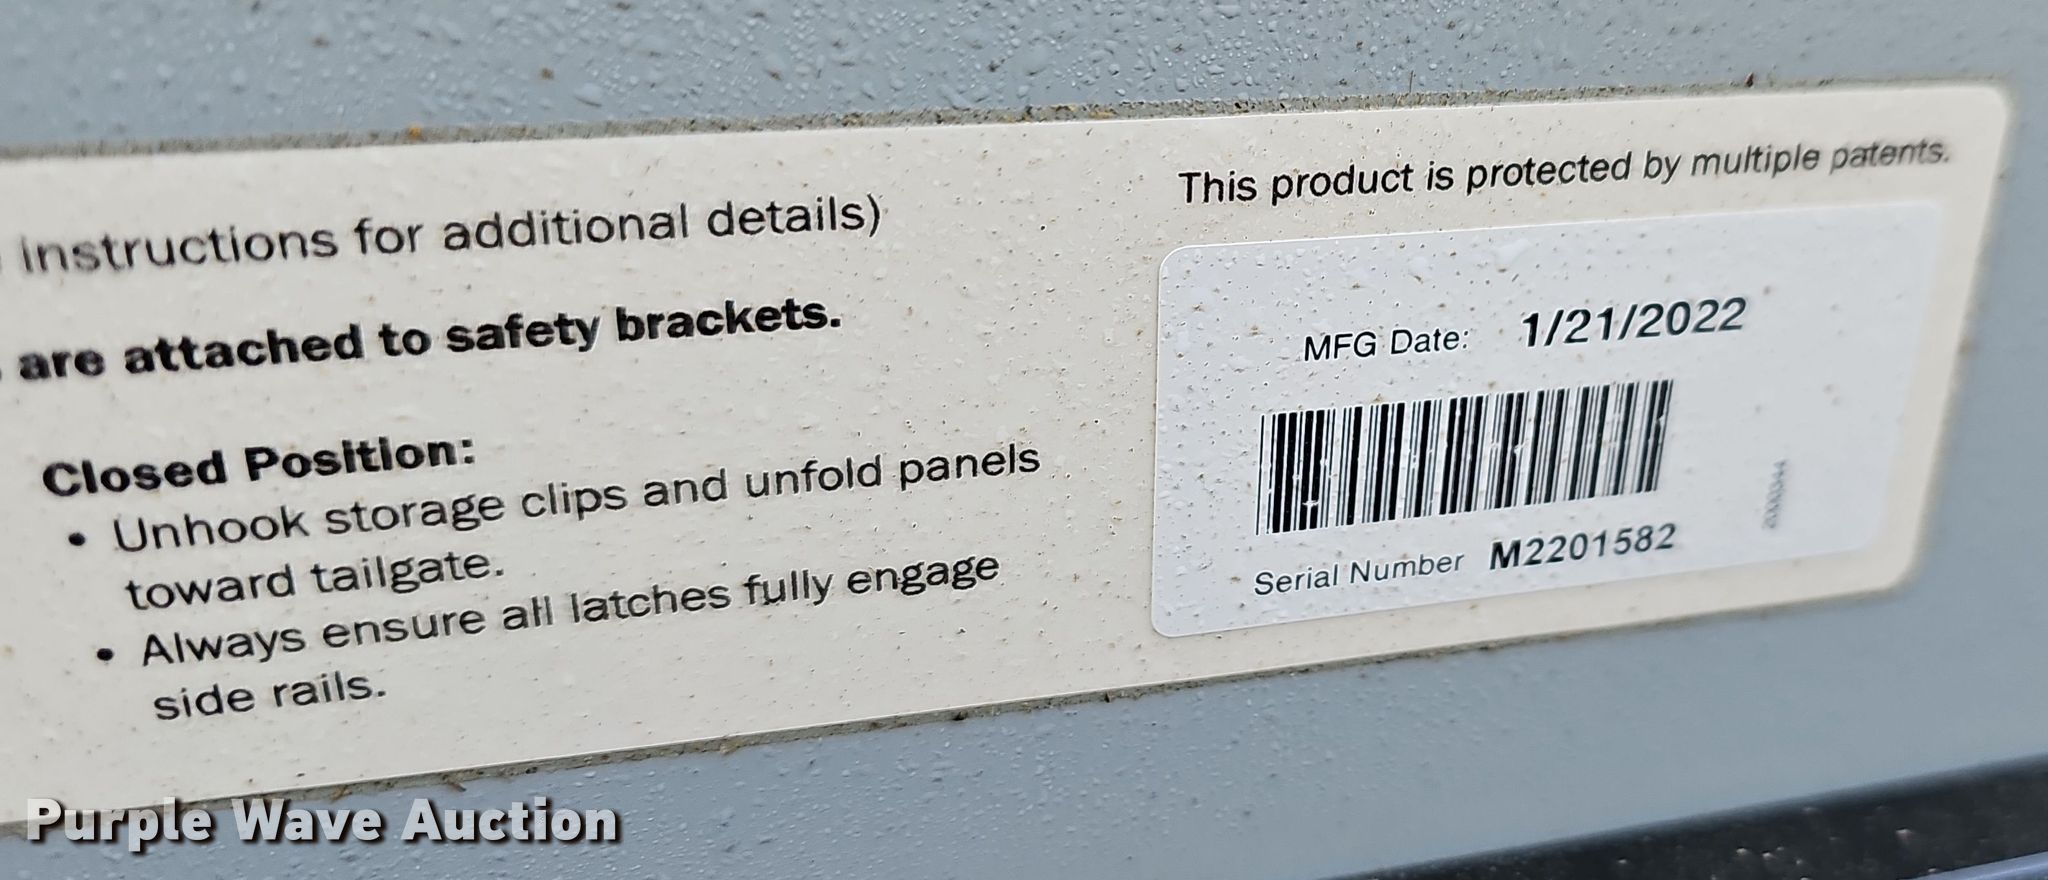 instructions for additional details)
are attached to safety brackets.
Closed Position:
• Unhook storage clips and unfold panels
toward tailgate.
• Always ensure all latches fully engage
side rails.
This product is protected by multiple patents.
MFG Date: 1/21/2022
Serial Number M2201582
Purple Wave Auction